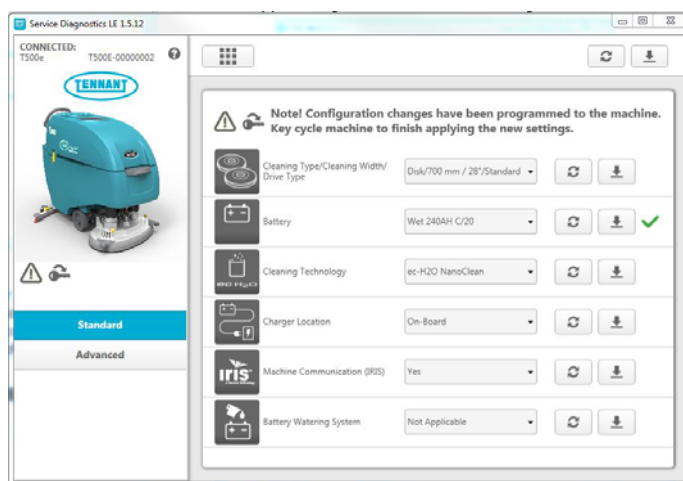 Service Diagnostics LE 1.5.12
CONNECTED:
T500e T500E-00000002
TENNANT
Standard
Advanced
Note! Configuration changes have been programmed to the machine.
Key cycle machine to finish applying the new settings.
Cleaning Type/Cleaning Width/
Drive Type
Disk/700 mm / 28"/Standard
Battery
Wet 240AH C/20
Cleaning Technology
ec-H2O NanoClean
ec-H2O
Charger Location
On-Board
IRIS
Machine Communication (IRIS)
Yes
Battery Watering System
Not Applicable